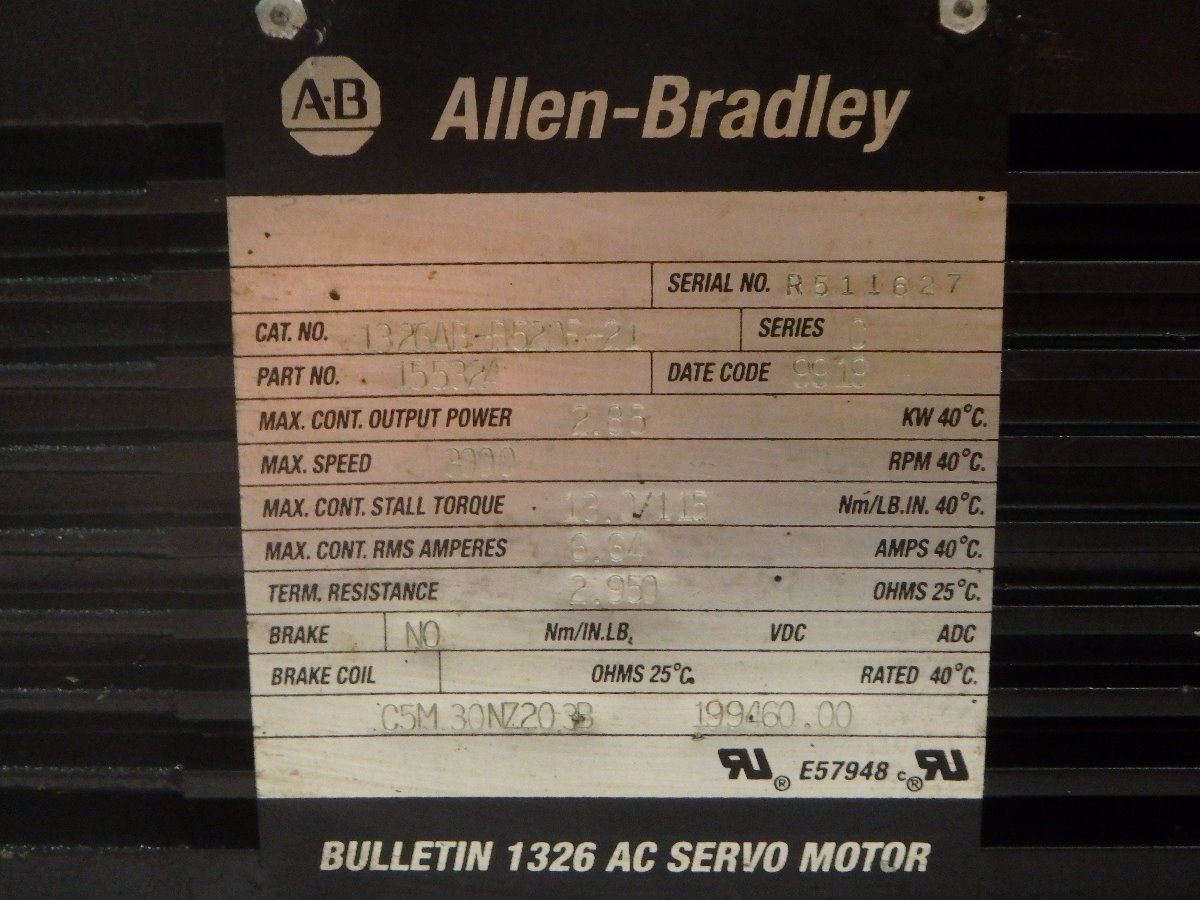 A-B Allen-Bradley
SERIAL NO. R511627
CAT. NO. SERIES C
PART NO. 155324 DATE CODE
MAX. CONT. OUTPUT POWER KW 40°C.
MAX. SPEED RPM 40°C.
MAX. CONT. STALL TORQUE Nm/LB.IN. 40°C.
MAX. CONT. RMS AMPERES 6.64 AMPS 40°C.
TERM. RESISTANCE 2.950 OHMS 25°C.
BRAKE NO Nm/IN.LB. VDC ADC
BRAKE COIL OHMS 25°C. RATED 40°C.
199460.00
® E57948 c ®
BULLETIN 1326 AC SERVO MOTOR